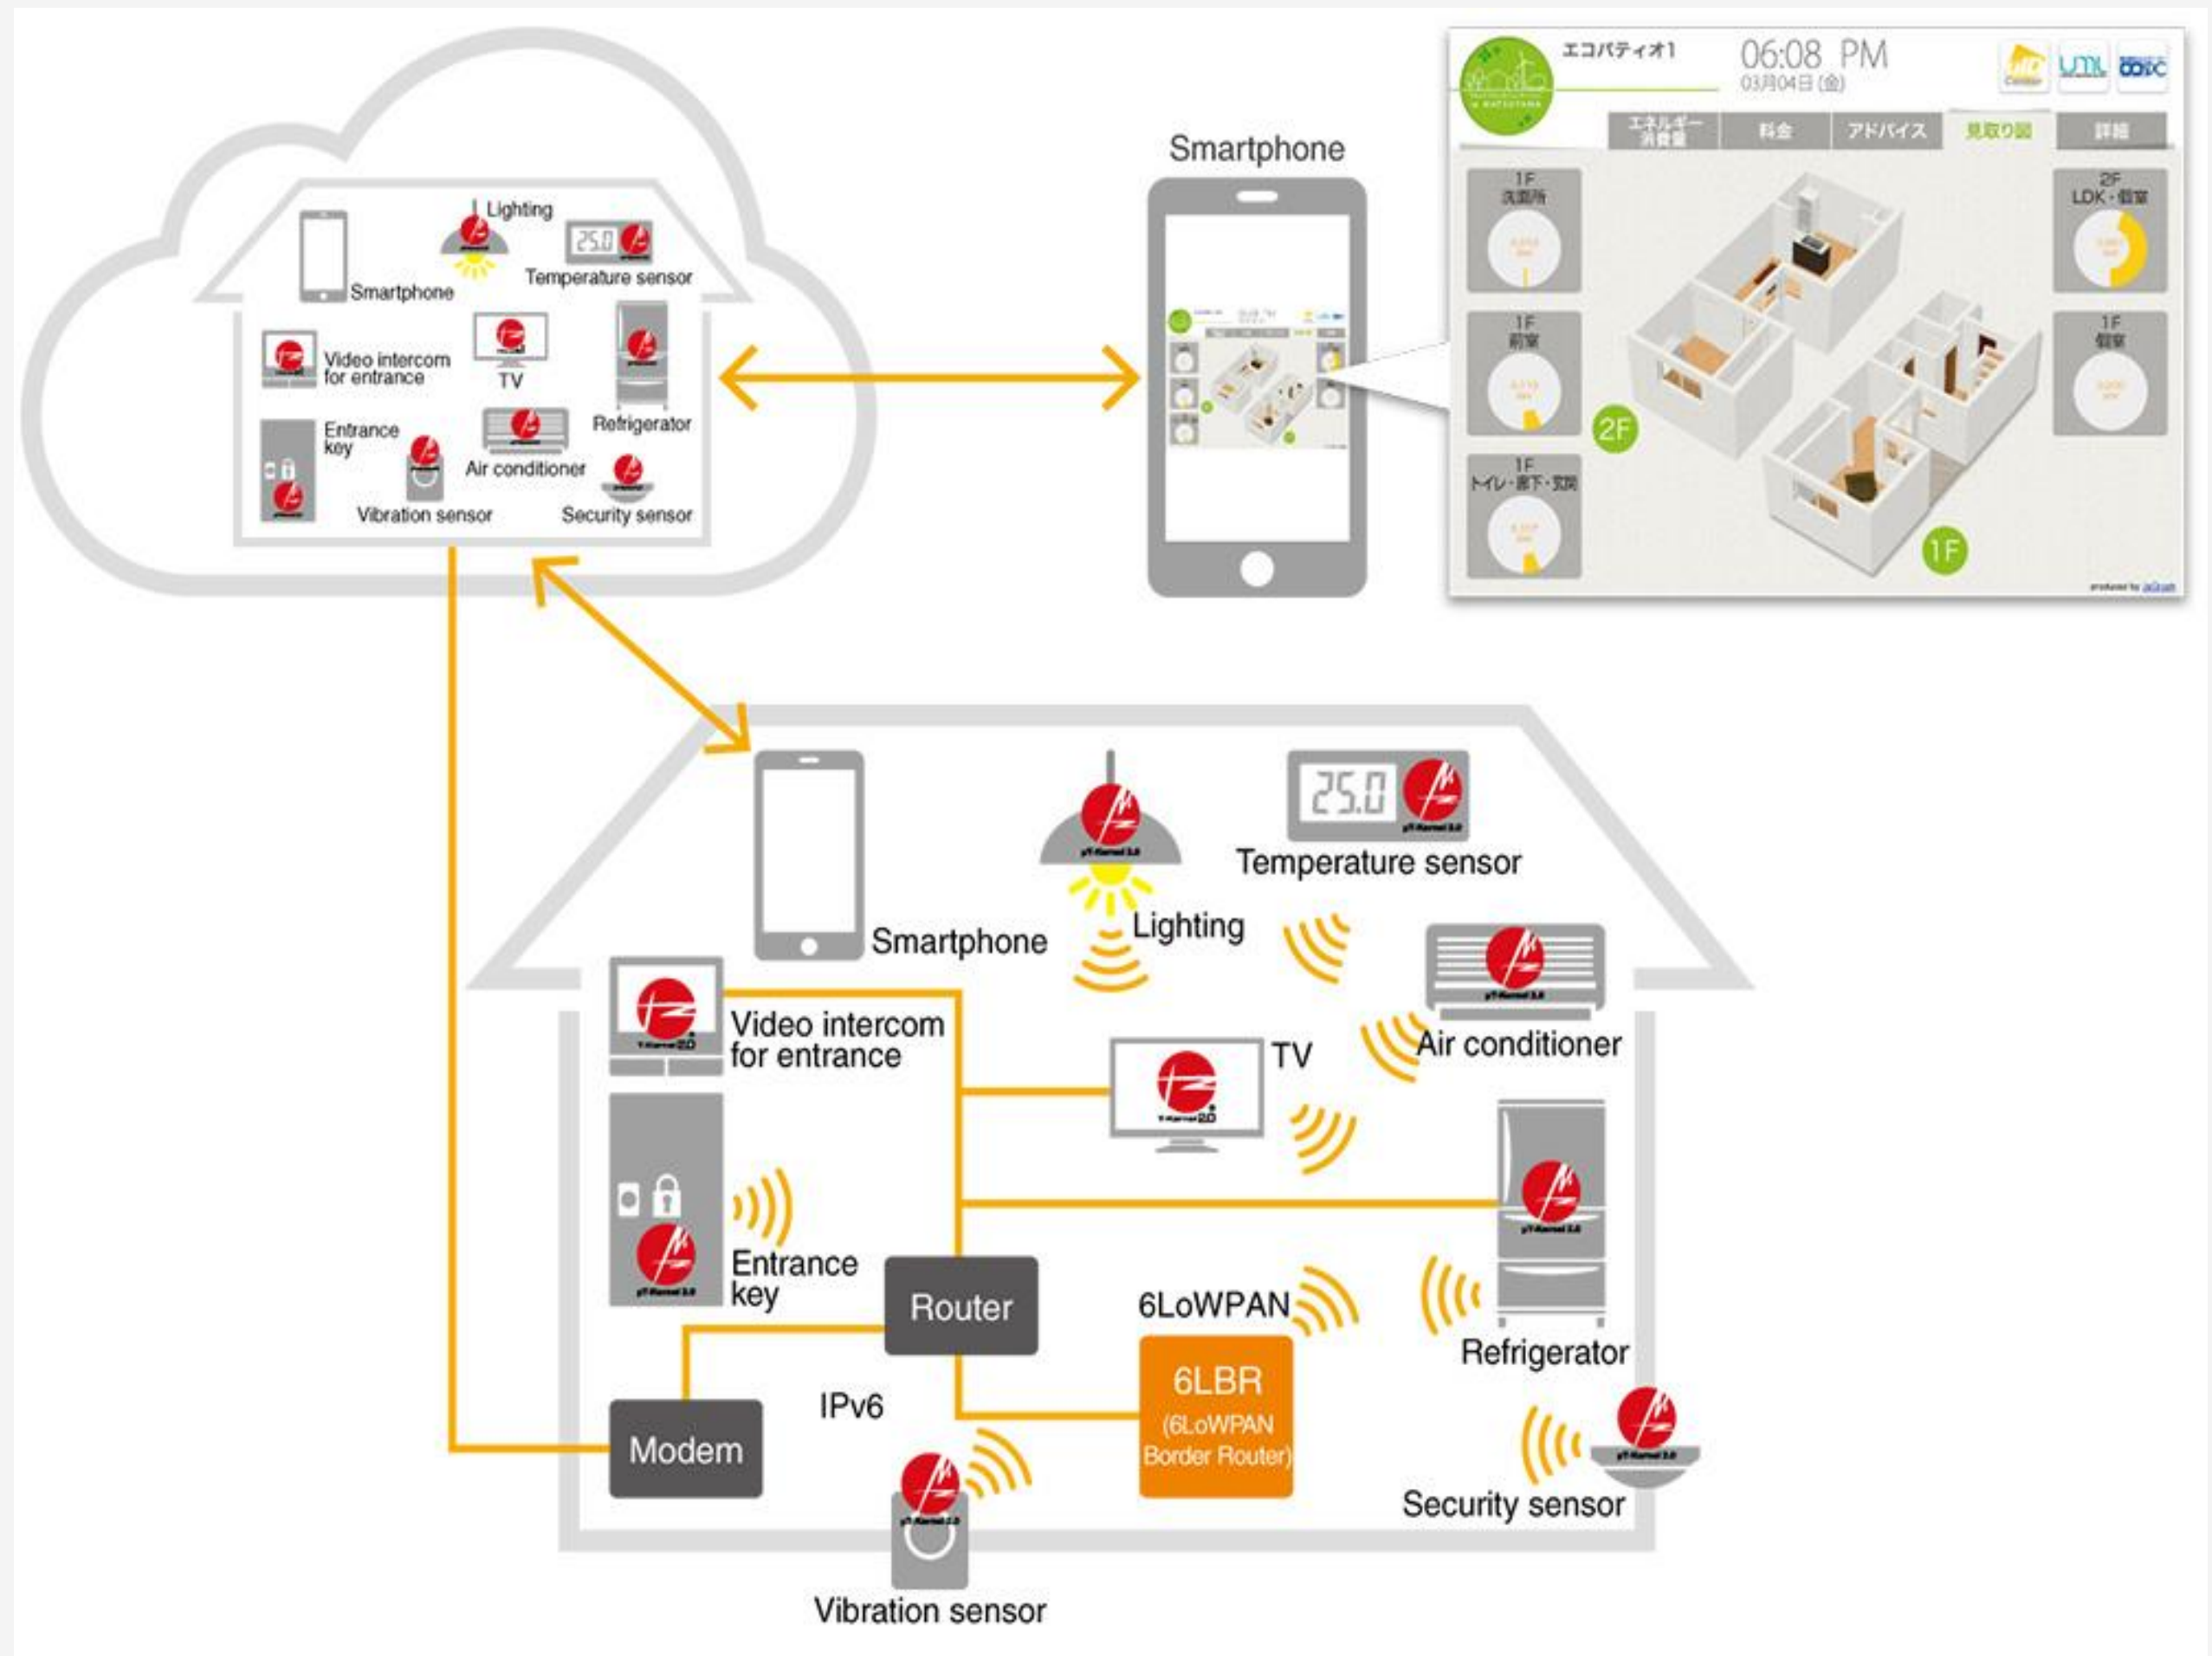 Lighting
Smartphone
25.0
Temperature sensor
Video intercom
for entrance
TV
Refrigerator
Entrance
key
Air conditioner
Vibration sensor
Security sensor
Smartphone
エコパティオ1
06:08 PM
03月04日(金)
UML
エネルギー
消費量
料金
アドバイス
見取り図
詳細
1F
洗面所
2F
LDK・個室
1F
前室
1F
個室
1F
トイレ・廊下・玄関
2F
1F
produced by
Smartphone
Lighting
25.0
Temperature sensor
Air conditioner
Video intercom
for entrance
TV
Entrance
key
Router
6LoWPAN
Refrigerator
IPv6
6LBR
(6LoWPAN
Border Router)
Modem
Security sensor
Vibration sensor